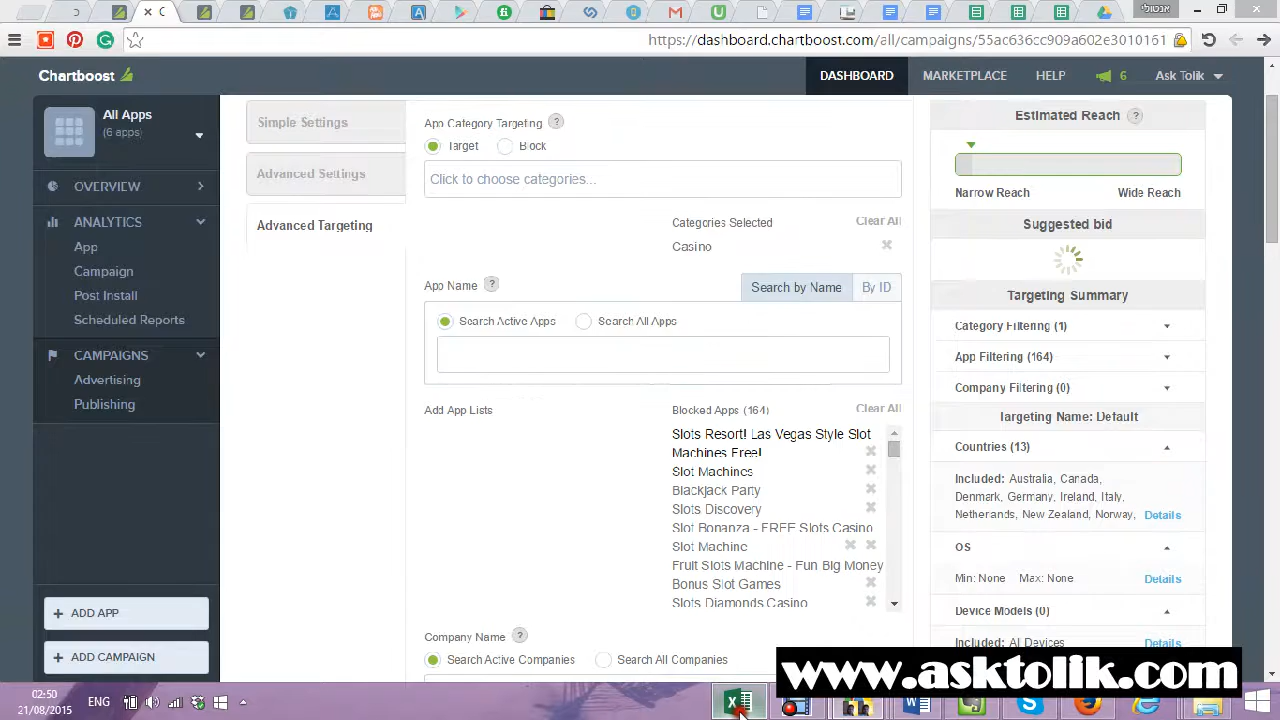 https://dashboard.chartboost.com/all/campaigns/55ac636cc909a602e3010161
אנטולי
Chartboost
DASHBOARD
MARKETPLACE
HELP
6
Ask Tolik
All Apps
(6 apps)
OVERVIEW
ANALYTICS
App
Campaign
Post Install
Scheduled Reports
CAMPAIGNS
Advertising
Publishing
+ ADD APP
+ ADD CAMPAIGN
Simple Settings
Advanced Settings
Advanced Targeting
App Category Targeting ?
Target Block
Click to choose categories...
Categories Selected Clear All
Casino
App Name ?
Search by Name By ID
Search Active Apps Search All Apps
Add App Lists
Blocked Apps (164) Clear All
Slots Resort! Las Vegas Style Slot
Machines Free!
Slot Machines
Blackjack Party
Slots Discovery
Slot Bonanza - FREE Slots Casino
Slot Machine
Fruit Slots Machine - Fun Big Money
Bonus Slot Games
Slots Diamonds Casino
Company Name ?
Search Active Companies Search All Companies
Estimated Reach ?
Narrow Reach Wide Reach
Suggested bid
Targeting Summary
Category Filtering (1)
App Filtering (164)
Company Filtering (0)
Targeting Name: Default
Countries (13)
Included: Australia, Canada,
Denmark, Germany, Ireland, Italy,
Netherlands, New Zealand, Norway, Details
OS
Min: None Max: None Details
Device Models (0)
Included: All Devices Details
www.asktolik.com
02:50
21/08/2015
ENG